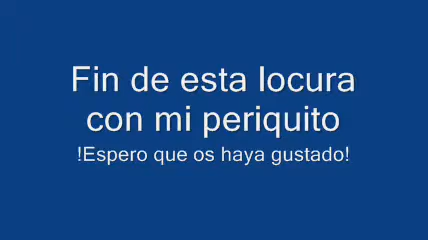 Fin de esta locura
con mi periquito
!Espero que os haya gustado!